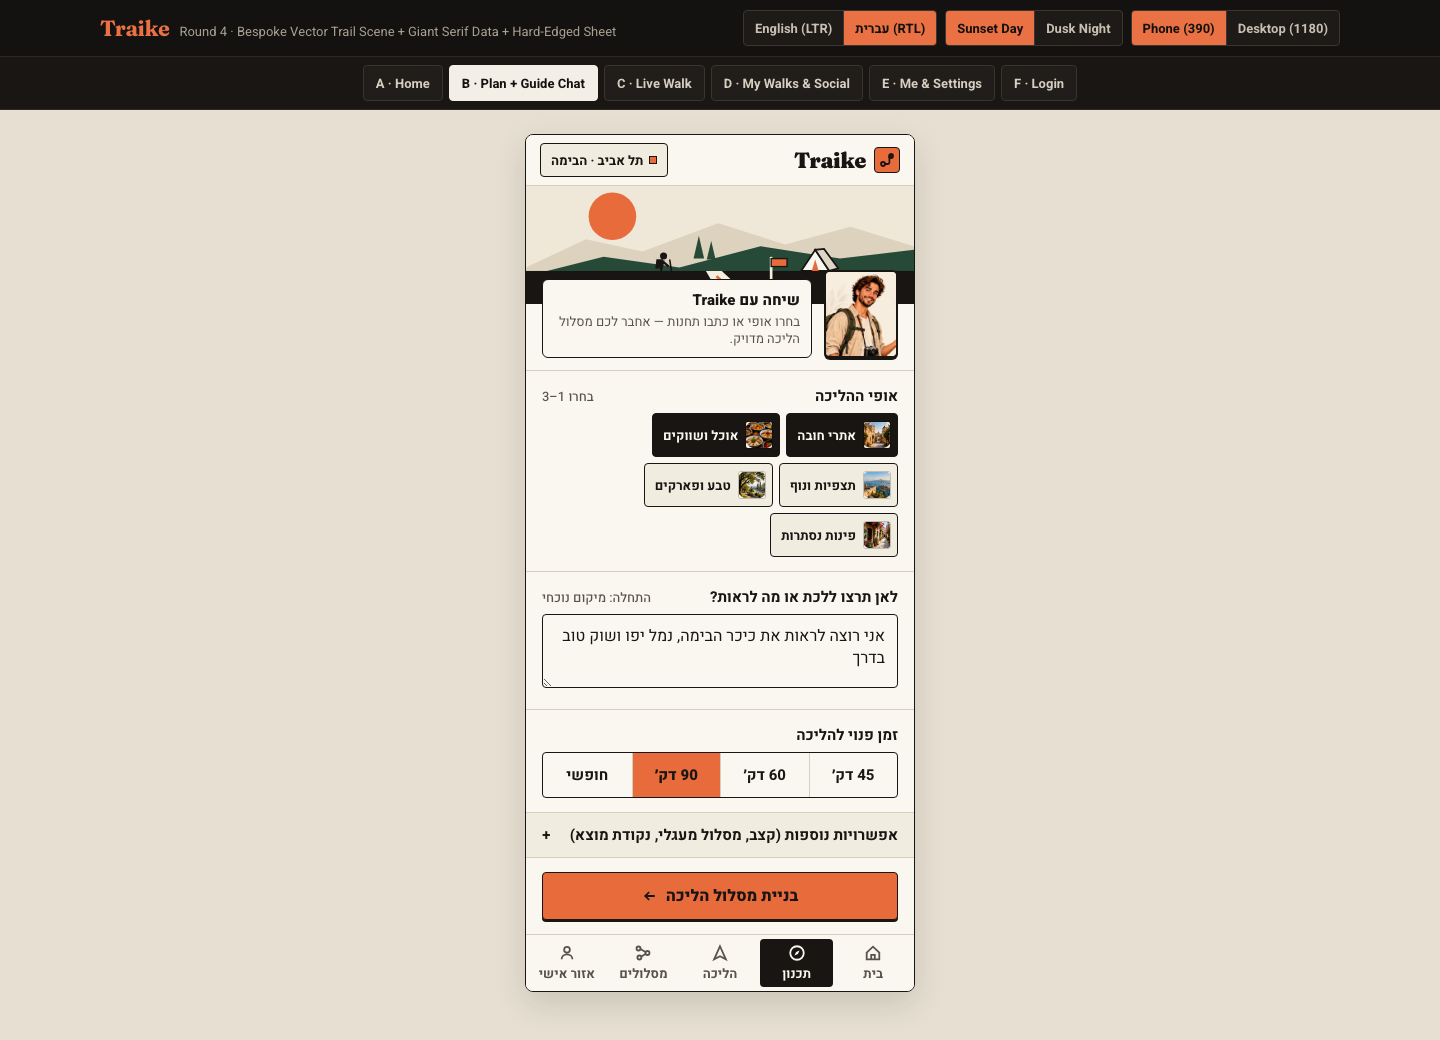 Traike Round 4 · Bespoke Vector Trail Scene + Giant Serif Data + Hard-Edged Sheet
English (LTR) עברית (RTL) Sunset Day Dusk Night Phone (390) Desktop (1180)
A · Home B · Plan + Guide Chat C · Live Walk D · My Walks & Social E · Me & Settings F · Login
Traike
תל אביב · הבימה
שיחה עם Traike
בחרו אופי או כתבו תחנות — אחבר לכם מסלול
הליכה מדויק.
אופי ההליכה
בחרו 1–3
אתרי חובה
אוכל ושווקים
תצפיות ונוף
טבע ופארקים
פינות נסתרות
לאן תרצו ללכת או מה לראות?
התחלה: מיקום נוכחי
אני רוצה לראות את כיכר הבימה, נמל יפו ושוק טוב
בדרך
זמן פנוי להליכה
45 דק׳
60 דק׳
90 דק׳
חופשי
אפשרויות נוספות (קצב, מסלול מעגלי, נקודת מוצא) +
בניית מסלול הליכה ←
בית
תכנון
הליכה
מסלולים
אזור אישי